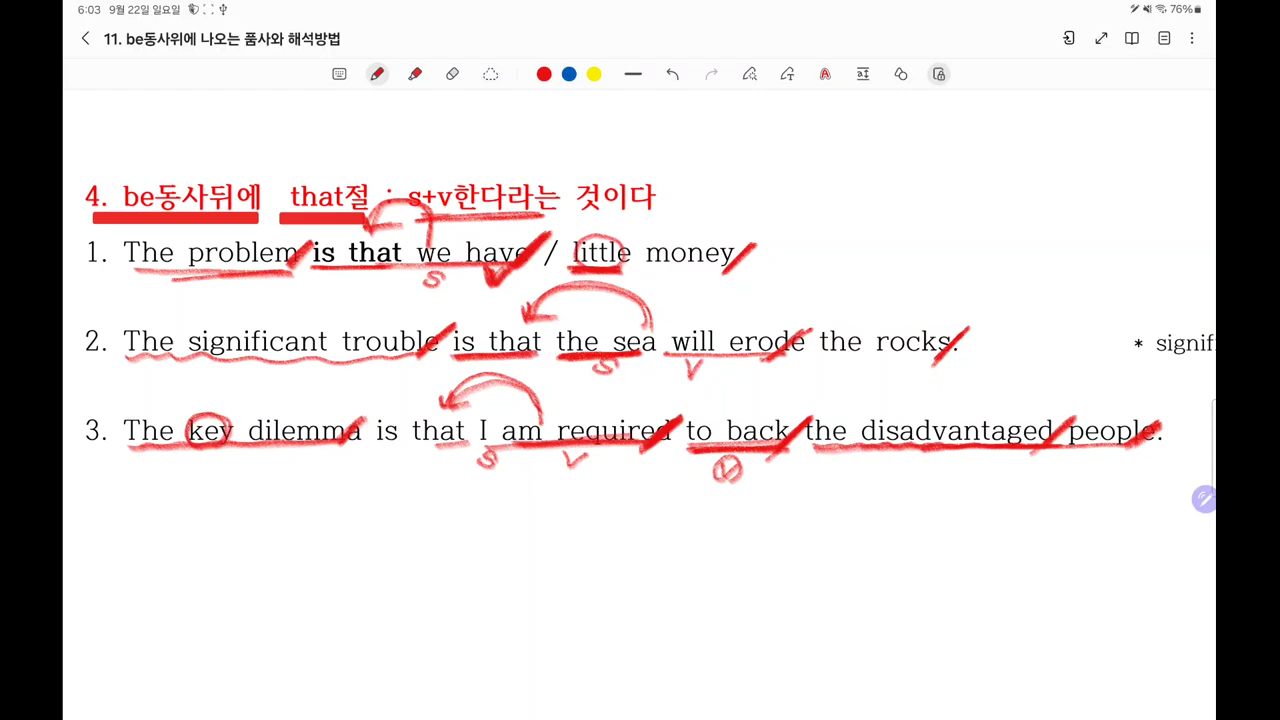 6:03 9월 22일 일요일 76%
11. be동사위에 나오는 품사와 해석방법
4. be동사뒤에 that절 : s+v한다라는 것이다
1. The problem is that we have / little money
S V
2. The significant trouble is that the sea will erode the rocks. * signif
S V
3. The key dilemma is that I am required to back the disadvantaged people.
S V V